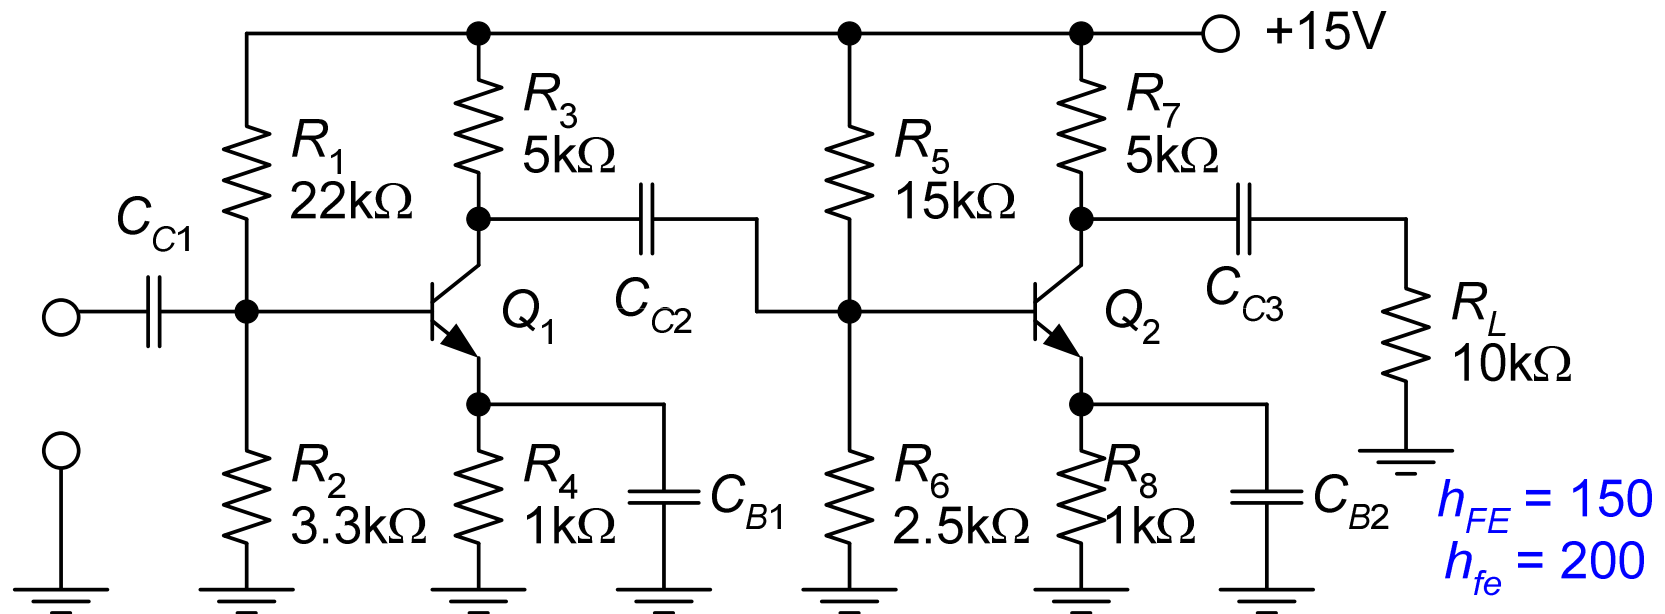 +15V
R3
5kΩ
R7
5kΩ
R1
22kΩ
R5
15kΩ
CC1
CC2
CC3
Q1
Q2
RL
10kΩ
R2
3.3kΩ
R4
1kΩ
CB1
R6
2.5kΩ
R8
1kΩ
CB2
hFE = 150
hfe = 200